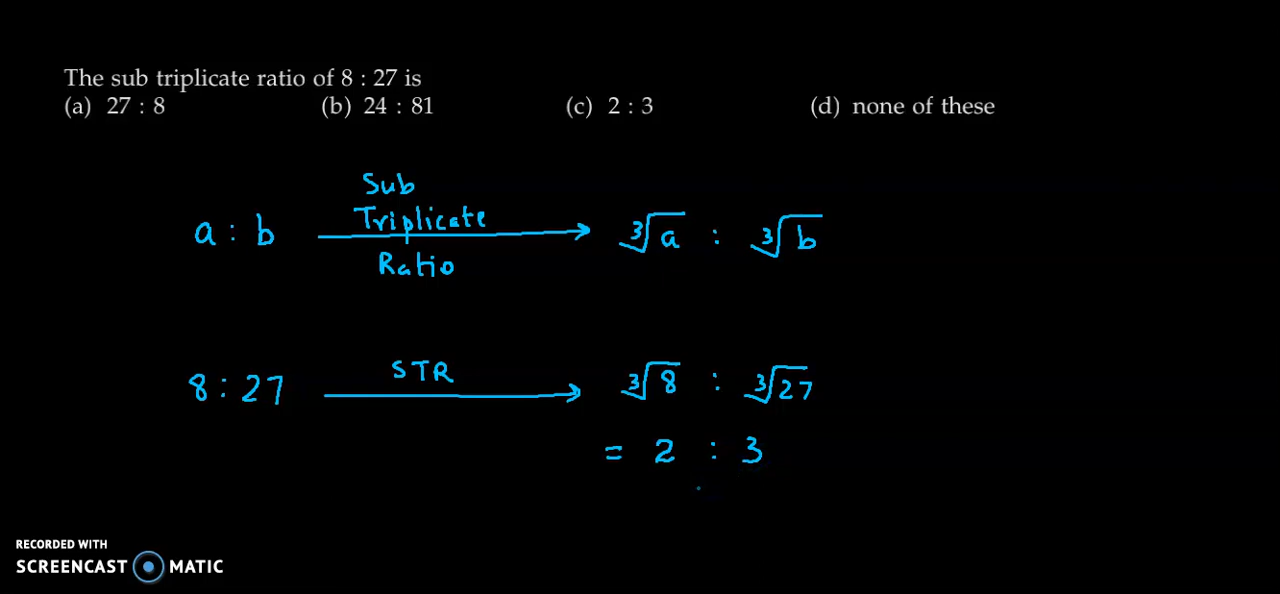 The sub triplicate ratio of 8 : 27 is
(a) 27 : 8 (b) 24 : 81 (c) 2 : 3 (d) none of these
Sub
Triplicate
a : b ∛a : ∛b
Ratio
STR
8 : 27 ∛8 : ∛27
= 2 : 3
RECORDED WITH
SCREENCAST MATIC